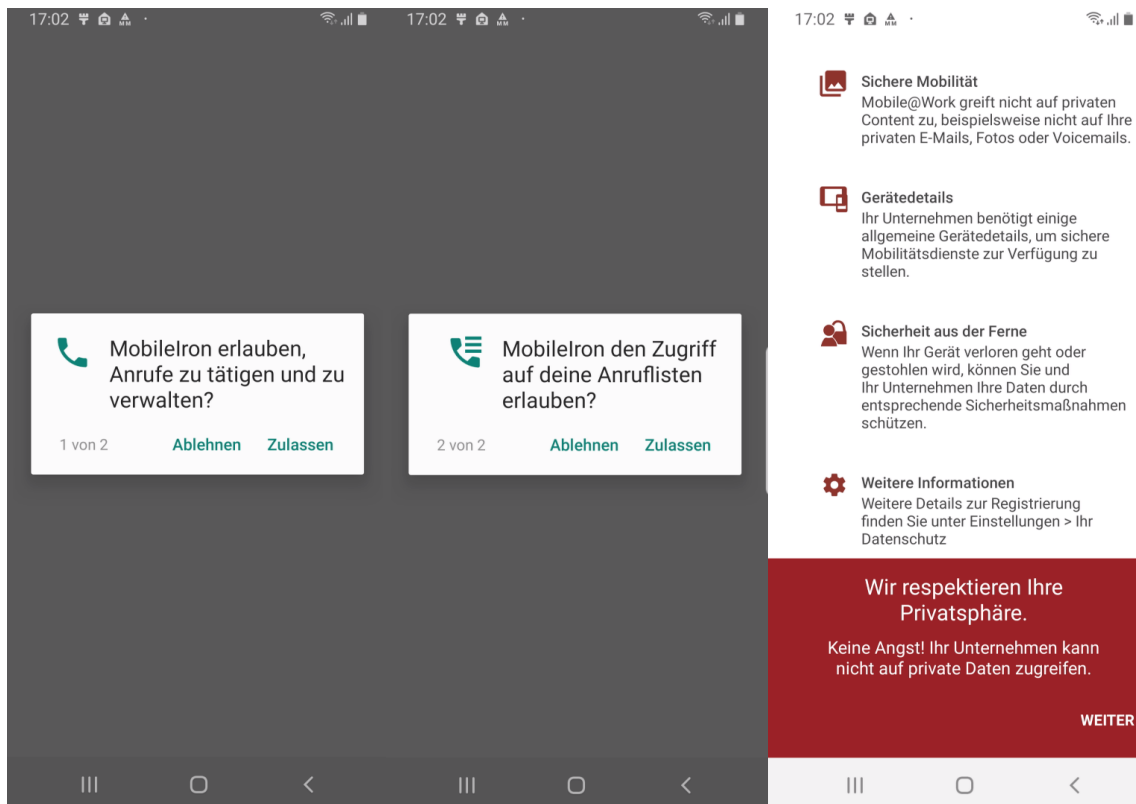 17:02
MobileIron erlauben,
Anrufe zu tätigen und zu
verwalten?
1 von 2
Ablehnen
Zulassen
17:02
MobileIron den Zugriff
auf deine Anruflisten
erlauben?
2 von 2
Ablehnen
Zulassen
17:02
Sichere Mobilität
Mobile@Work greift nicht auf privaten
Content zu, beispielsweise nicht auf Ihre
privaten E-Mails, Fotos oder Voicemails.
Gerätedetails
Ihr Unternehmen benötigt einige
allgemeine Gerätedetails, um sichere
Mobilitätsdienste zur Verfügung zu
stellen.
Sicherheit aus der Ferne
Wenn Ihr Gerät verloren geht oder
gestohlen wird, können Sie und
Ihr Unternehmen Ihre Daten durch
entsprechende Sicherheitsmaßnahmen
schützen.
Weitere Informationen
Weitere Details zur Registrierung
finden Sie unter Einstellungen > Ihr
Datenschutz
Wir respektieren Ihre
Privatsphäre.
Keine Angst! Ihr Unternehmen kann
nicht auf private Daten zugreifen.
WEITER